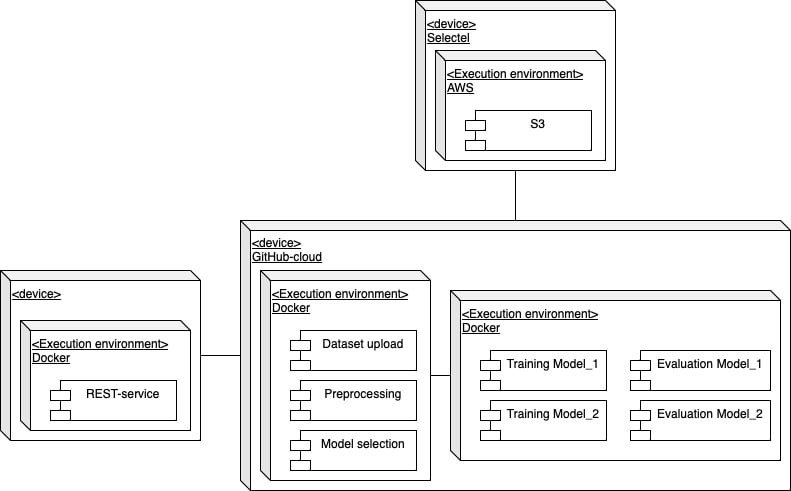 <device>
Selectel
<Execution environment)
AWS
S3
<device>
GitHub-cloud
<device>
<Execution environment)
Docker
REST-service
<Execution environment)
Docker
Dataset upload
Preprocessing
Model selection
<Execution environment)
Docker
Training Model_1
Evaluation Model_1
Training Model_2
Evaluation Model_2